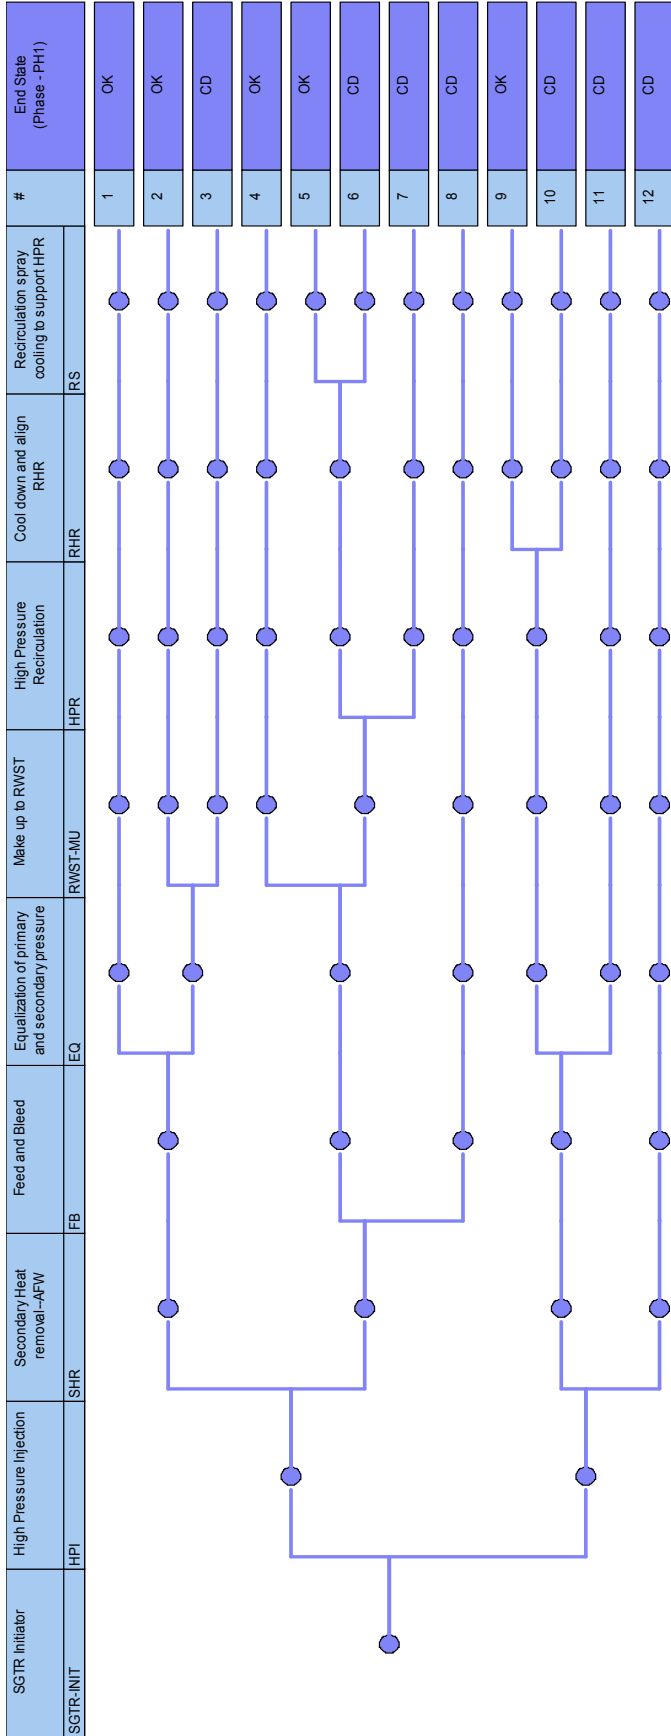 SGTR Initiator
SGTR-INIT
High Pressure Injection
HPI
Secondary Heat
removal--AFW
SHR
Feed and Bleed
FB
Equalization of primary
and secondary pressure
EQ
Make up to RWST
RWST-MU
High Pressure
Recirculation
HPR
Cool down and align
RHR
RHR
Recirculation spray
cooling to support HPR
RS
#
End State
(Phase - PH1)
1
OK
2
OK
3
CD
4
OK
5
OK
6
CD
7
CD
8
CD
9
OK
10
CD
11
CD
12
CD